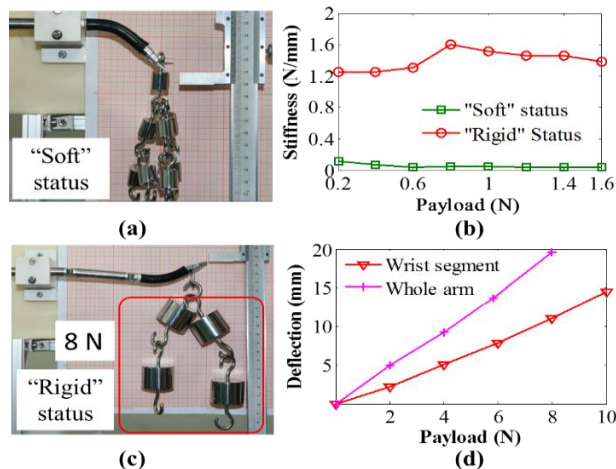 "Soft"
status
(a)
Stiffness (N/mm)
2
1.6
1.2
0.8
0.4
0
"Soft" status
"Rigid" Status
0.2
0.6
1
1.4
1.6
Payload (N)
(b)
8 N
"Rigid"
status
(c)
Deflection (mm)
20
15
10
5
Wrist segment
Whole arm
2
4
6
8
10
Payload (N)
(d)